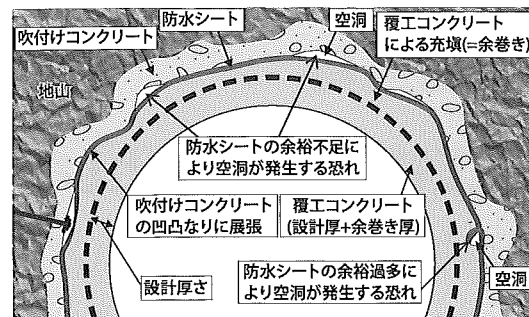 防水シート
空洞
吹付けコンクリート
覆工コンクリート
による充塡(=余巻き)
地山
防水シートの余裕不足に
より空洞が発生する恐れ
吹付けコンクリート
の凹凸なりに展張
覆工コンクリート
(設計厚+余巻き厚)
設計厚さ
防水シートの余裕過多に
より空洞が発生する恐れ
空洞